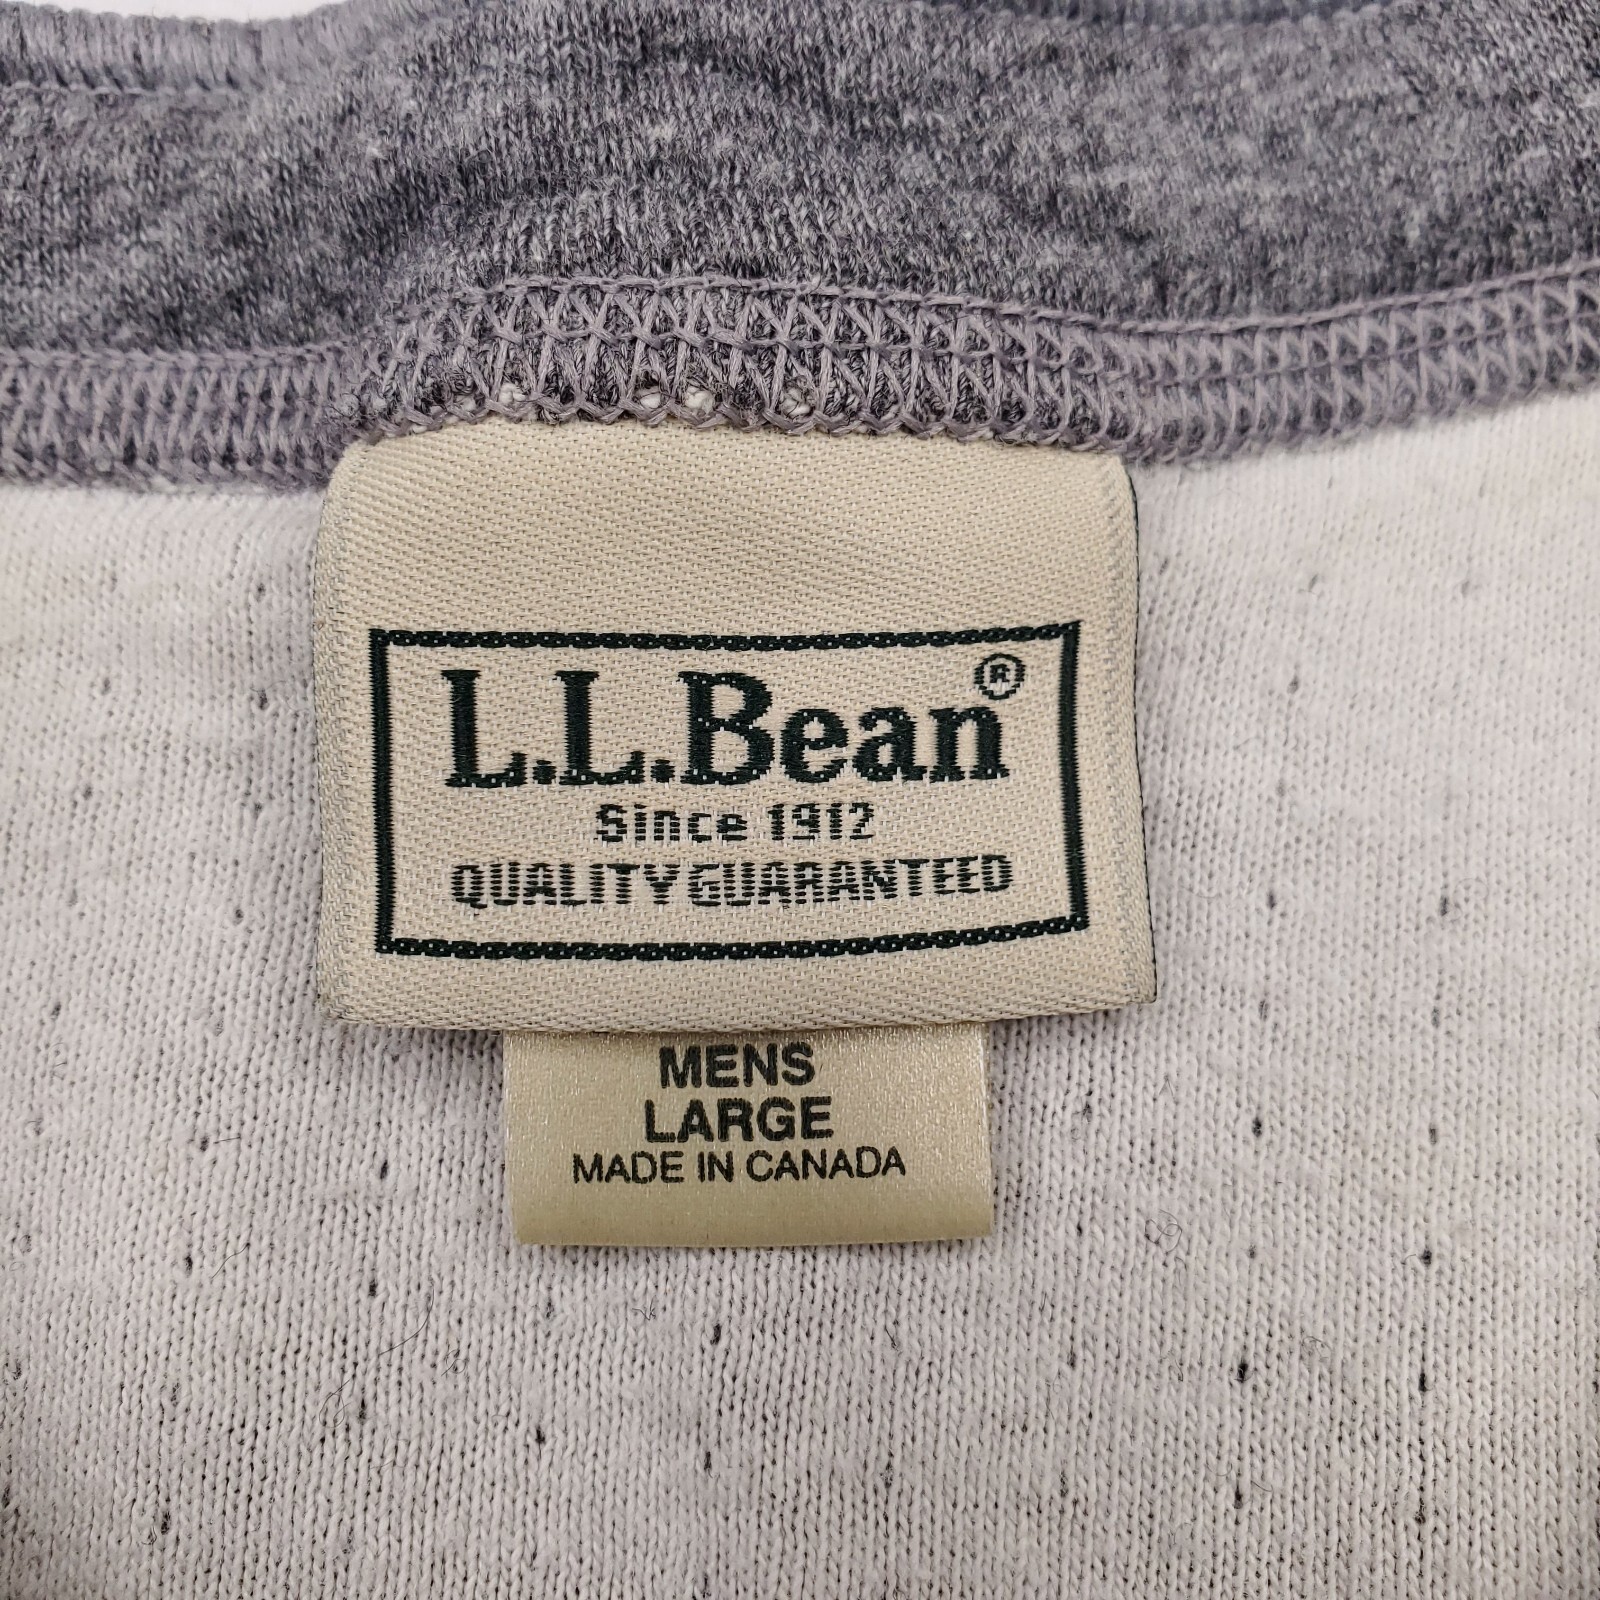 L.L.Bean®
Since 1912
QUALITY GUARANTEED
MENS
LARGE
MADE IN CANADA